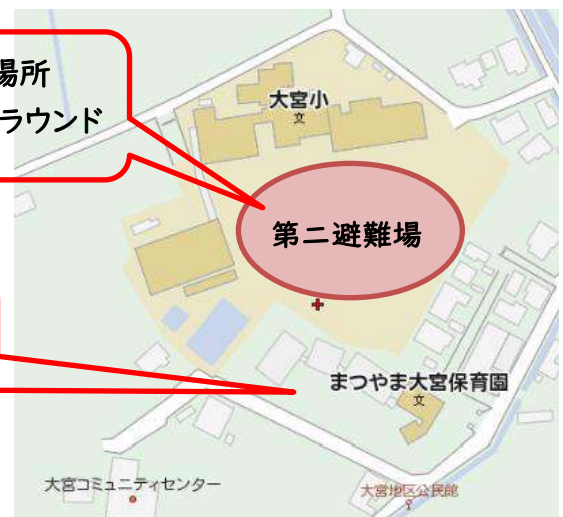 場所
ラウンド
大宮小
文
第二避難場
まつやま大宮保育園
文
大宮コミュニティセンター
大宮地区公民館